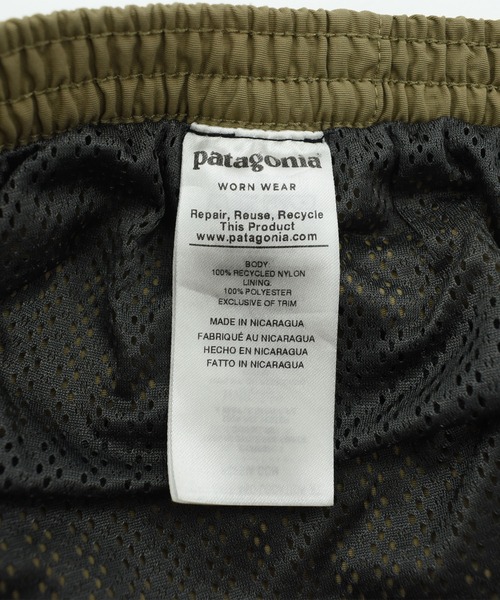 patagonia
WORN WEAR
Repair, Reuse, Recycle
This Product
www.patagonia.com
BODY
100% RECYCLED NYLON
LINING:
100% POLYESTER
EXCLUSIVE OF TRIM
MADE IN NICARAGUA
FABRIQUÉ AU NICARAGUA
HECHO EN NICARAGUA
FATTO IN NICARAGUA